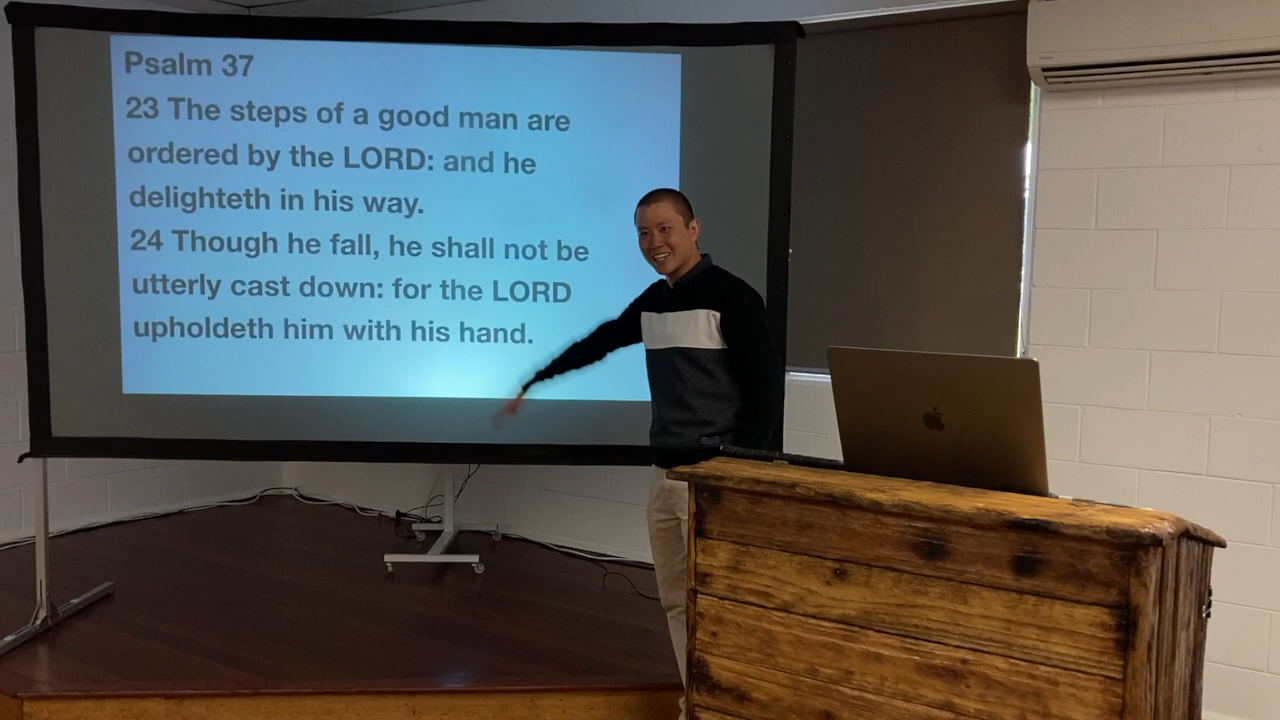 Psalm 37
23 The steps of a good man are
ordered by the LORD: and he
delighteth in his way.
24 Though he fall, he shall not be
utterly cast down: for the LORD
upholdeth him with his hand.